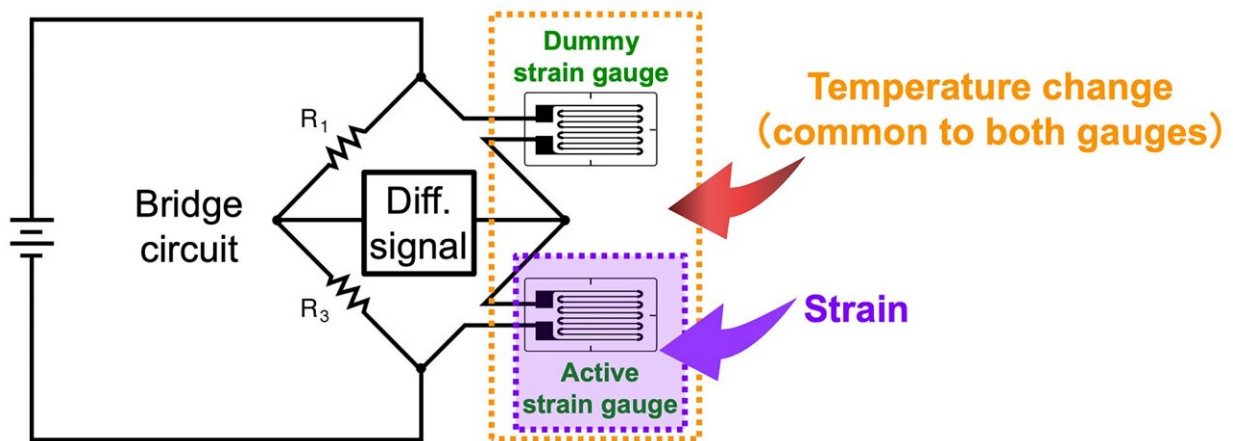 Dummy
strain gauge
Temperature change
（common to both gauges）
R1
Bridge
circuit
Diff.
signal
R3
Strain
Active
strain gauge